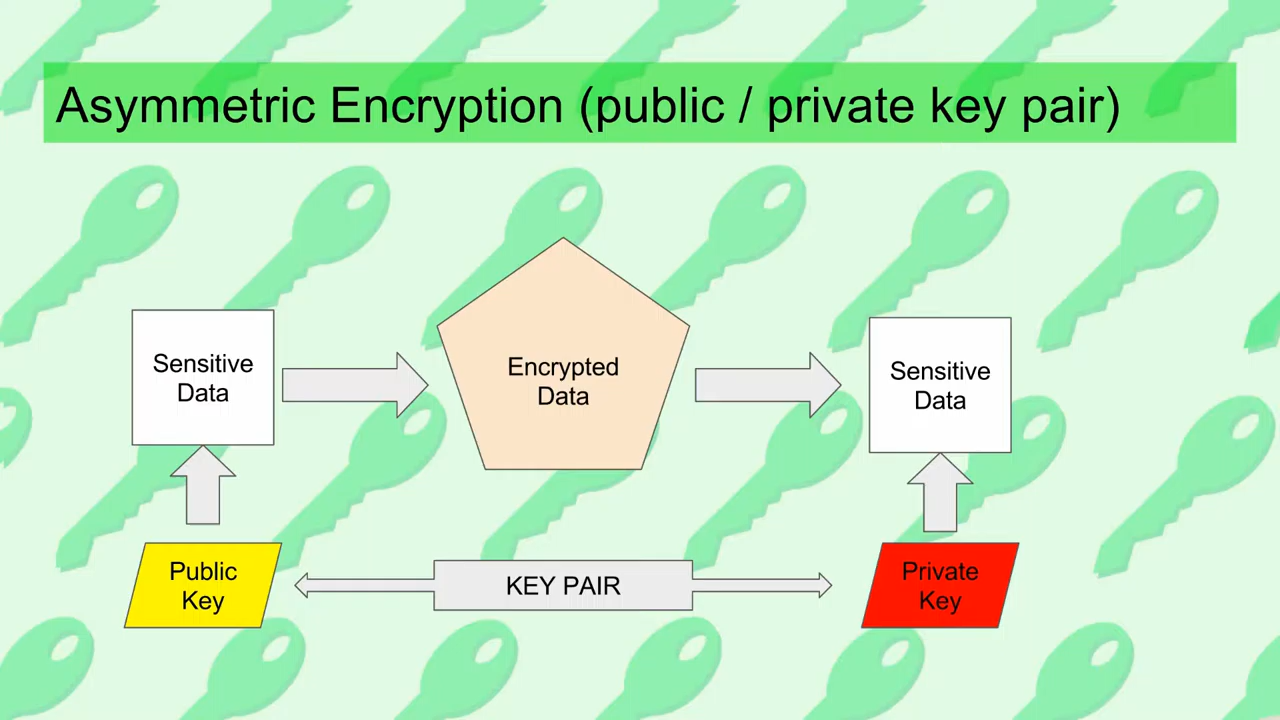 Asymmetric Encryption (public / private key pair)
Sensitive
Data
Encrypted
Data
Sensitive
Data
Public
Key
KEY PAIR
Private
Key